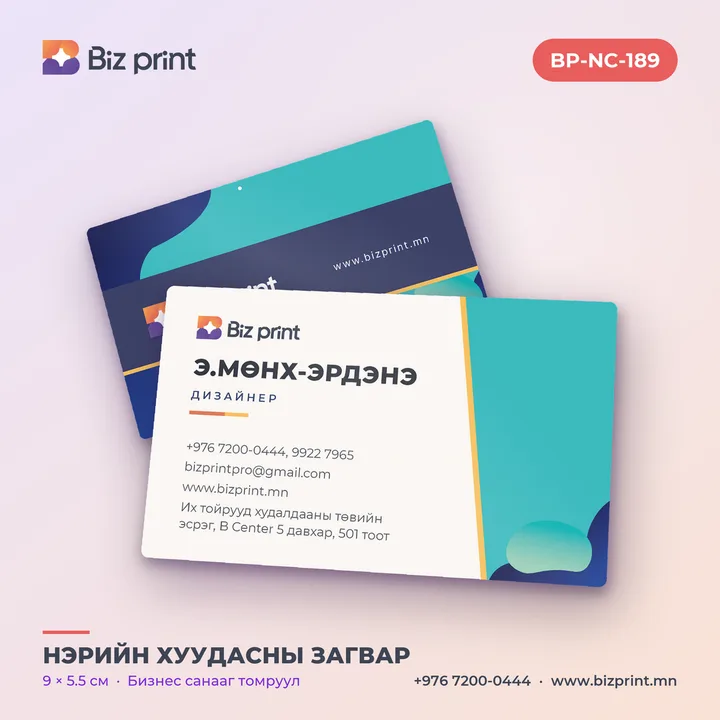 Biz print
BP-NC-189
www.bizprint.mn
Biz print
Э.МӨНХ-ЭРДЭНЭ
ДИЗАЙНЕР
+976 7200-0444, 9922 7965
bizprintpro@gmail.com
www.bizprint.mn
Их тойрууд худалдааны төвийн
эсрэг, B Center 5 давхар, 501 тоот
НЭРИЙН ХУУДАСНЫ ЗАГВАР
9 × 5.5 см · Бизнес санааг томруул
+976 7200-0444 · www.bizprint.mn